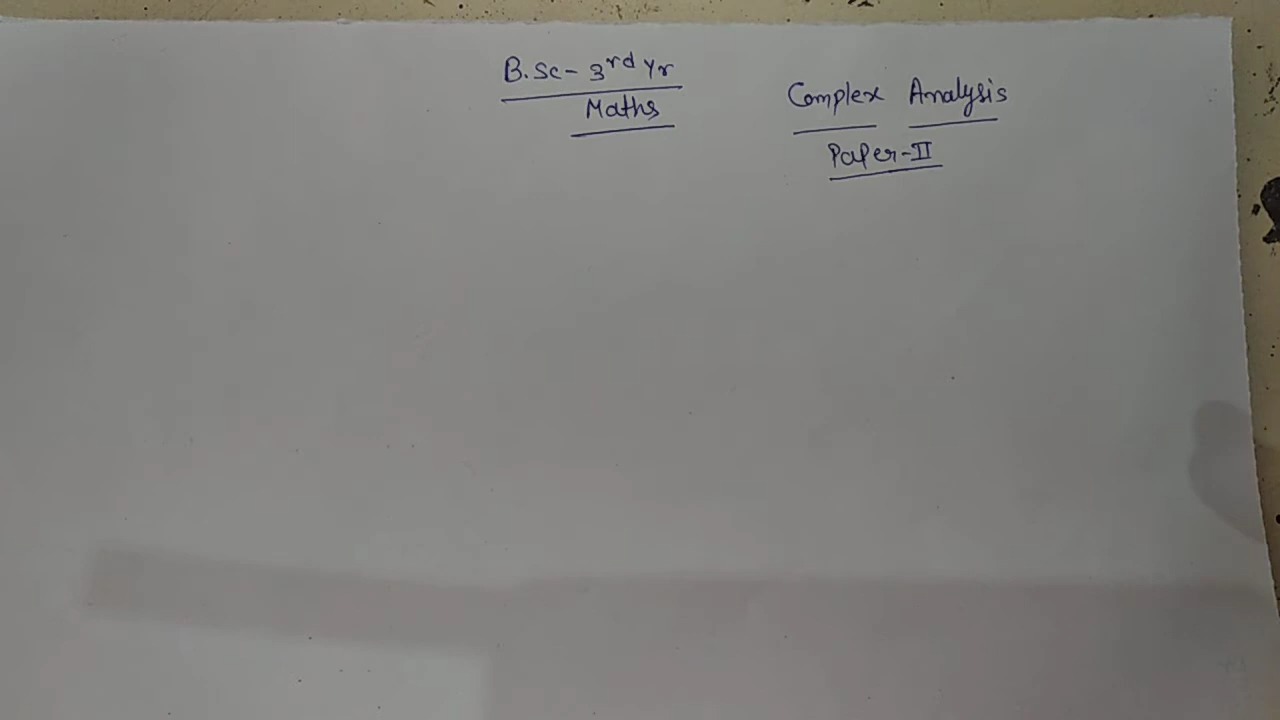 B.Sc- 3rd Yr
Maths
Complex Analysis
Paper-II